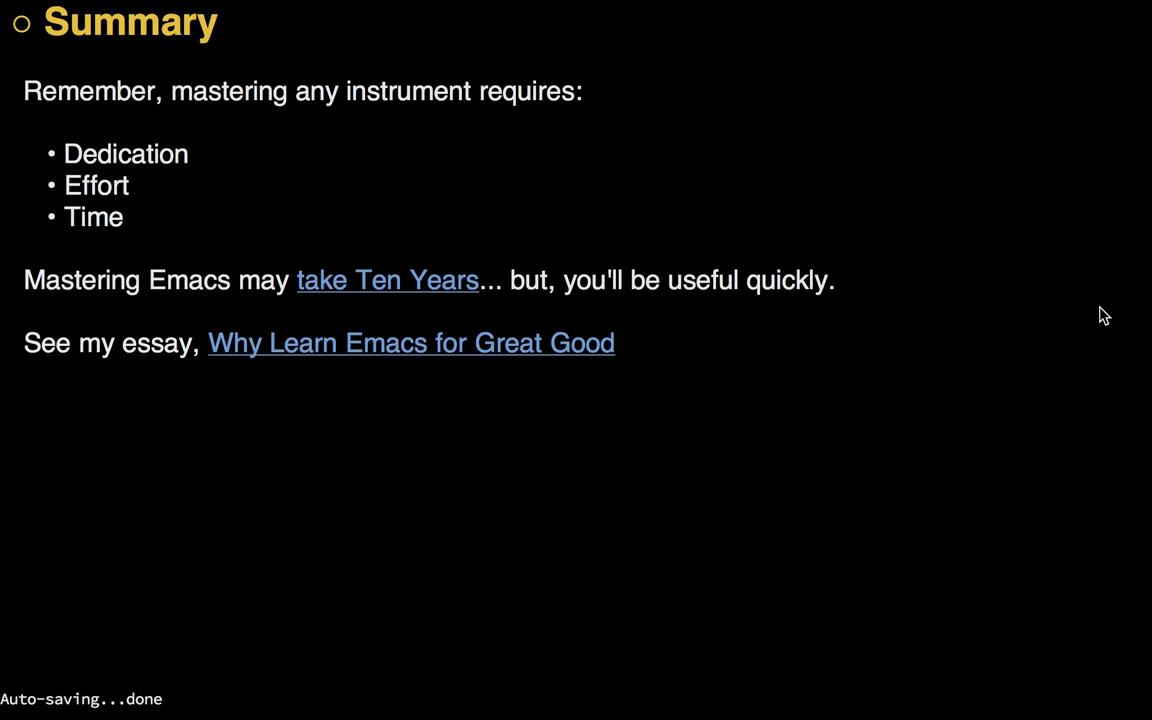 ○ Summary
Remember, mastering any instrument requires:
• Dedication
• Effort
• Time
Mastering Emacs may take Ten Years... but, you'll be useful quickly.
See my essay, Why Learn Emacs for Great Good
Auto-saving...done